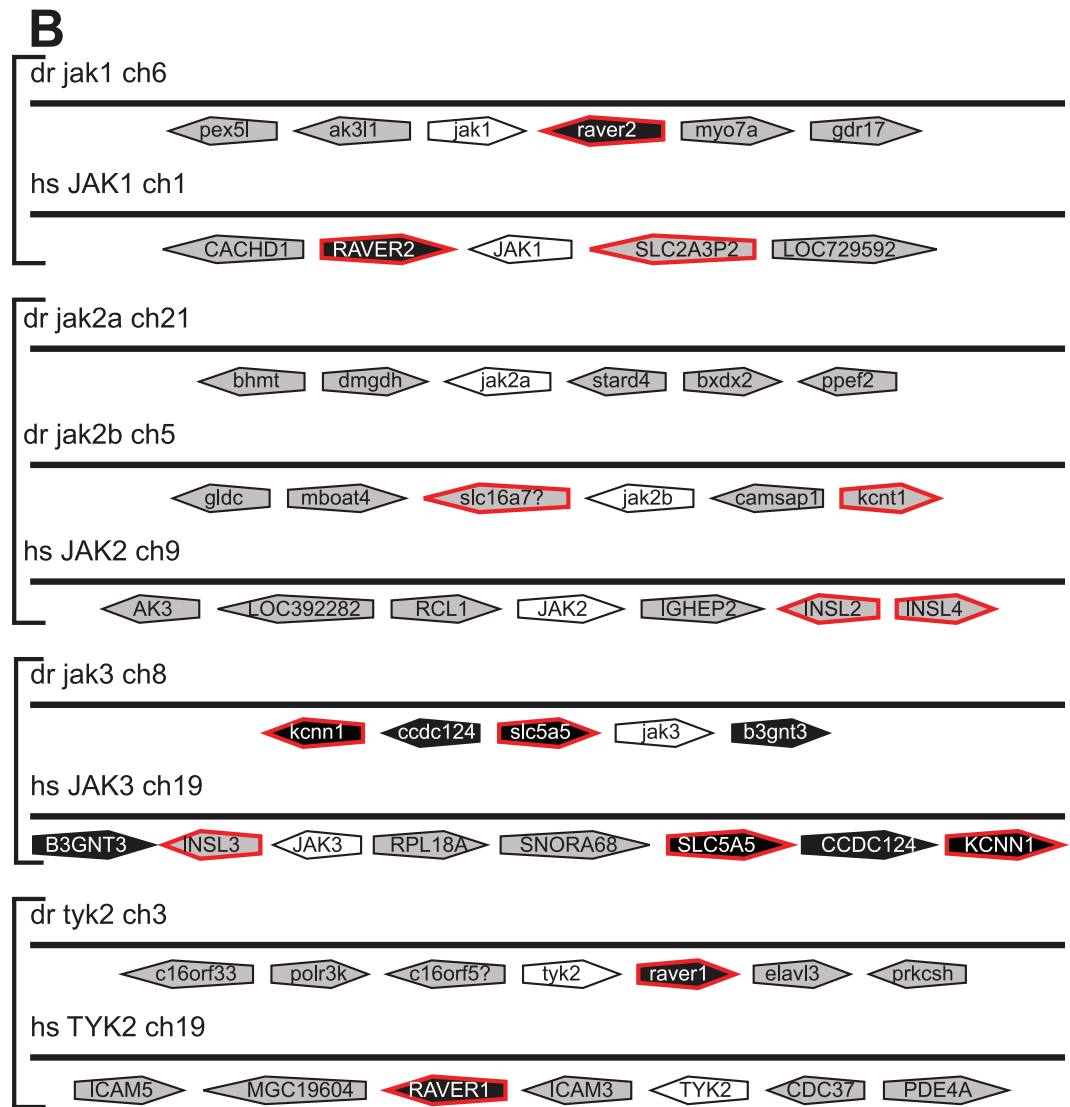 B
dr jak1 ch6
pex5l ak3l1 jak1 raver2 myo7a gdr17
hs JAK1 ch1
CACHD1 RAVER2 JAK1 SLC2A3P2 LOC729592
dr jak2a ch21
bhmt dmgdh jak2a stard4 bxdx2 ppef2
dr jak2b ch5
gldc mboat4 slc16a7? jak2b camsap1 kcnt1
hs JAK2 ch9
AK3 LOC392282 RCL1 JAK2 IGHEP2 INSL2 INSL4
dr jak3 ch8
kcnn1 ccdc124 slc5a5 jak3 b3gnt3
hs JAK3 ch19
B3GNT3 INSL3 JAK3 RPL18A SNORA68 SLC5A5 CCDC124 KCNN1
dr tyk2 ch3
c16orf33 polr3k c16orf5? tyk2 raver1 elavl3 prkcsh
hs TYK2 ch19
ICAM5 MGC19604 RAVER1 ICAM3 TYK2 CDC37 PDE4A